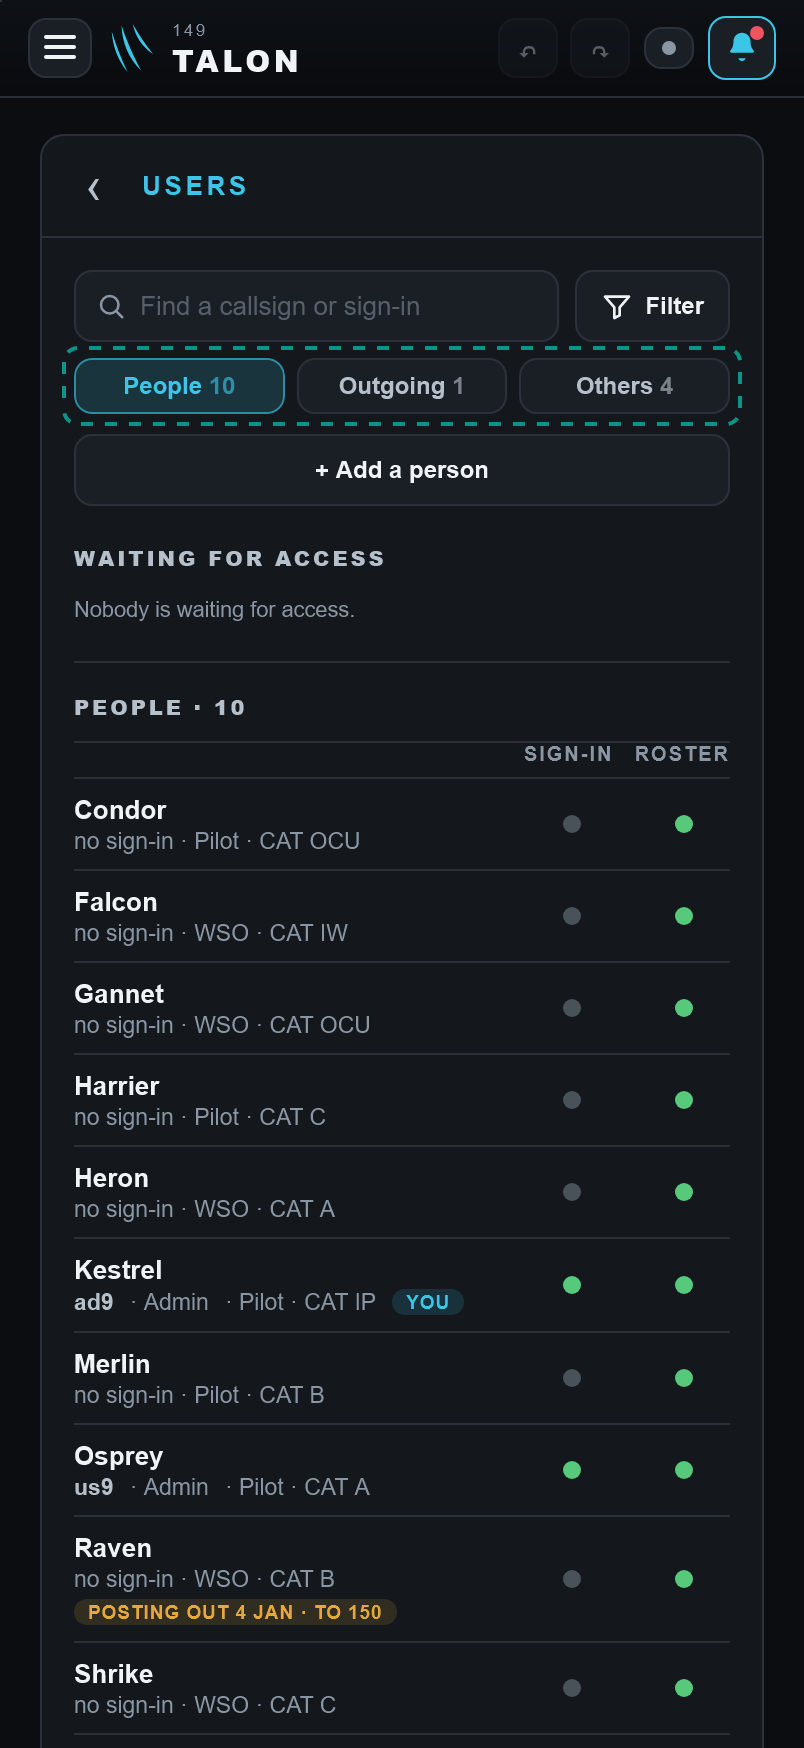 149
TALON
‹ USERS
Find a callsign or sign-in
Filter
People 10
Outgoing 1
Others 4
+ Add a person
WAITING FOR ACCESS
Nobody is waiting for access.
PEOPLE · 10
SIGN-IN ROSTER
Condor
no sign-in · Pilot · CAT OCU
Falcon
no sign-in · WSO · CAT IW
Gannet
no sign-in · WSO · CAT OCU
Harrier
no sign-in · Pilot · CAT C
Heron
no sign-in · WSO · CAT A
Kestrel
ad9 · Admin · Pilot · CAT IP YOU
Merlin
no sign-in · Pilot · CAT B
Osprey
us9 · Admin · Pilot · CAT A
Raven
no sign-in · WSO · CAT B
POSTING OUT 4 JAN · TO 150
Shrike
no sign-in · WSO · CAT C